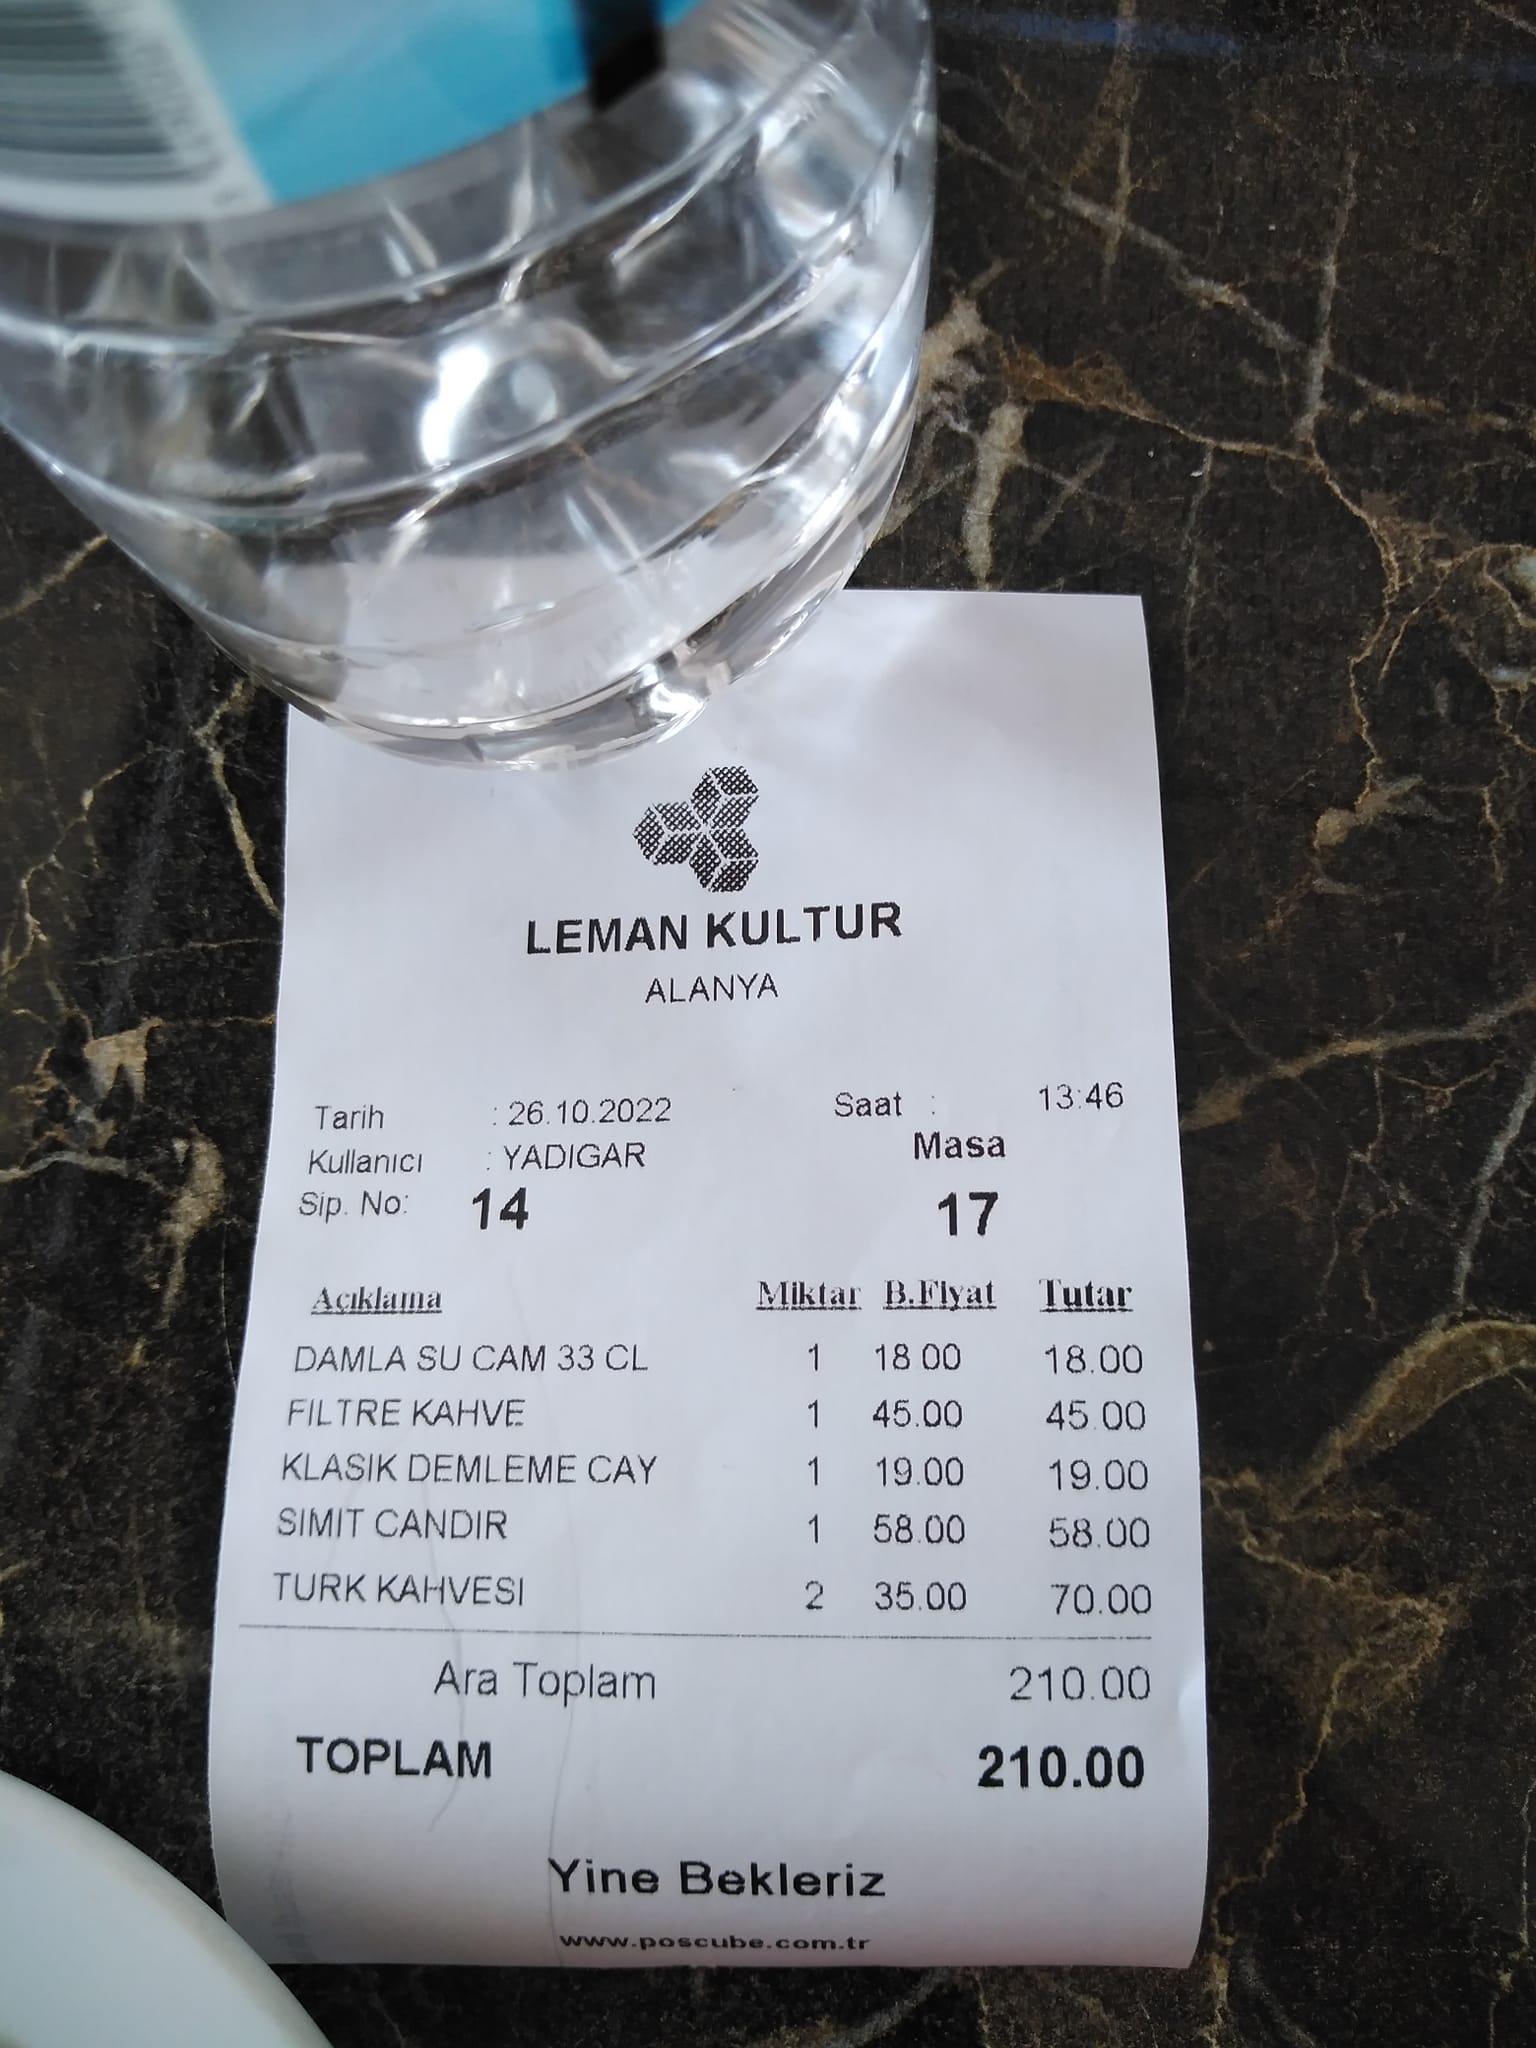 LEMAN KULTUR
ALANYA
Tarih : 26.10.2022 Saat : 13:46
Kullanıcı : YADIGAR Masa
Sip. No: 14 17
Açıklama Miktar B.Fiyat Tutar
DAMLA SU CAM 33 CL 1 18.00 18.00
FILTRE KAHVE 1 45.00 45.00
KLASIK DEMLEME CAY 1 19.00 19.00
SIMIT CANDIR 1 58.00 58.00
TURK KAHVESI 2 35.00 70.00
Ara Toplam 210.00
TOPLAM 210.00
Yine Bekleriz
www.poscube.com.tr